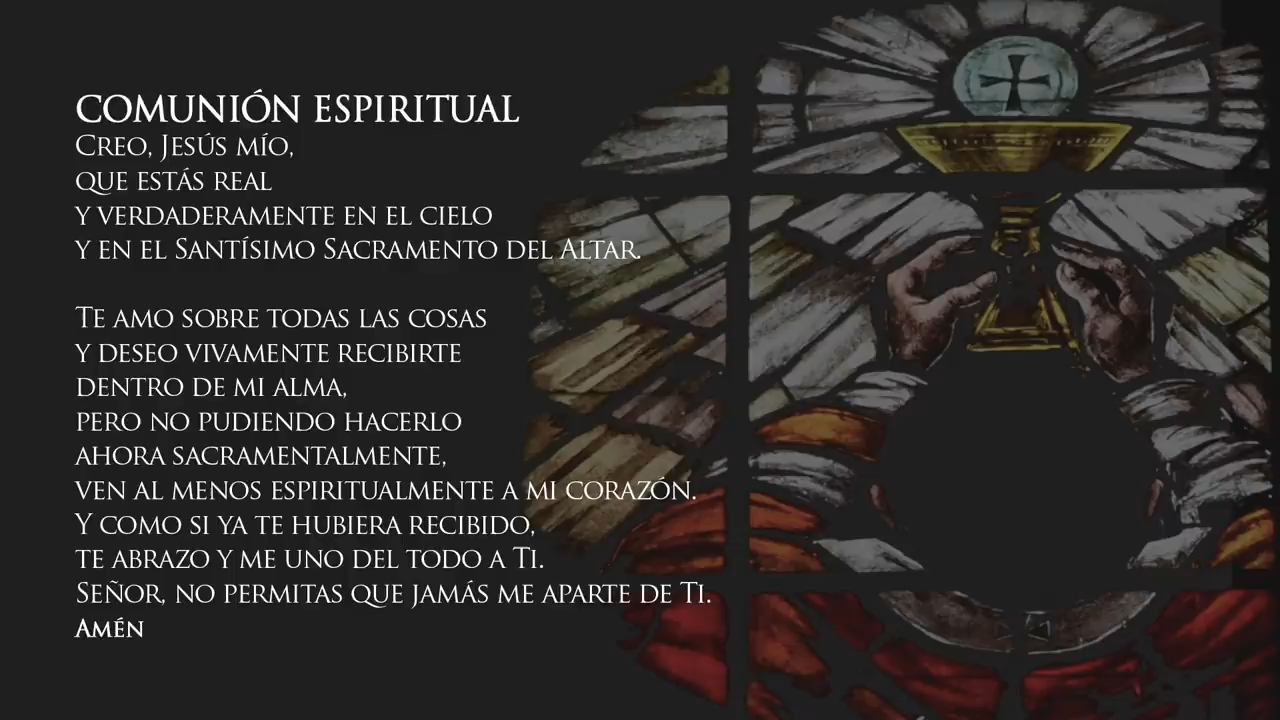 COMUNIÓN ESPIRITUAL
CREO, JESÚS MÍO,
QUE ESTÁS REAL
Y VERDADERAMENTE EN EL CIELO
Y EN EL SANTÍSIMO SACRAMENTO DEL ALTAR.
TE AMO SOBRE TODAS LAS COSAS
Y DESEO VIVAMENTE RECIBIRTE
DENTRO DE MI ALMA,
PERO NO PUDIENDO HACERLO
AHORA SACRAMENTALMENTE,
VEN AL MENOS ESPIRITUALMENTE A MI CORAZÓN.
Y COMO SI YA TE HUBIERA RECIBIDO,
TE ABRAZO Y ME UNO DEL TODO A TI.
SEÑOR, NO PERMITAS QUE JAMÁS ME APARTE DE TI.
AMÉN